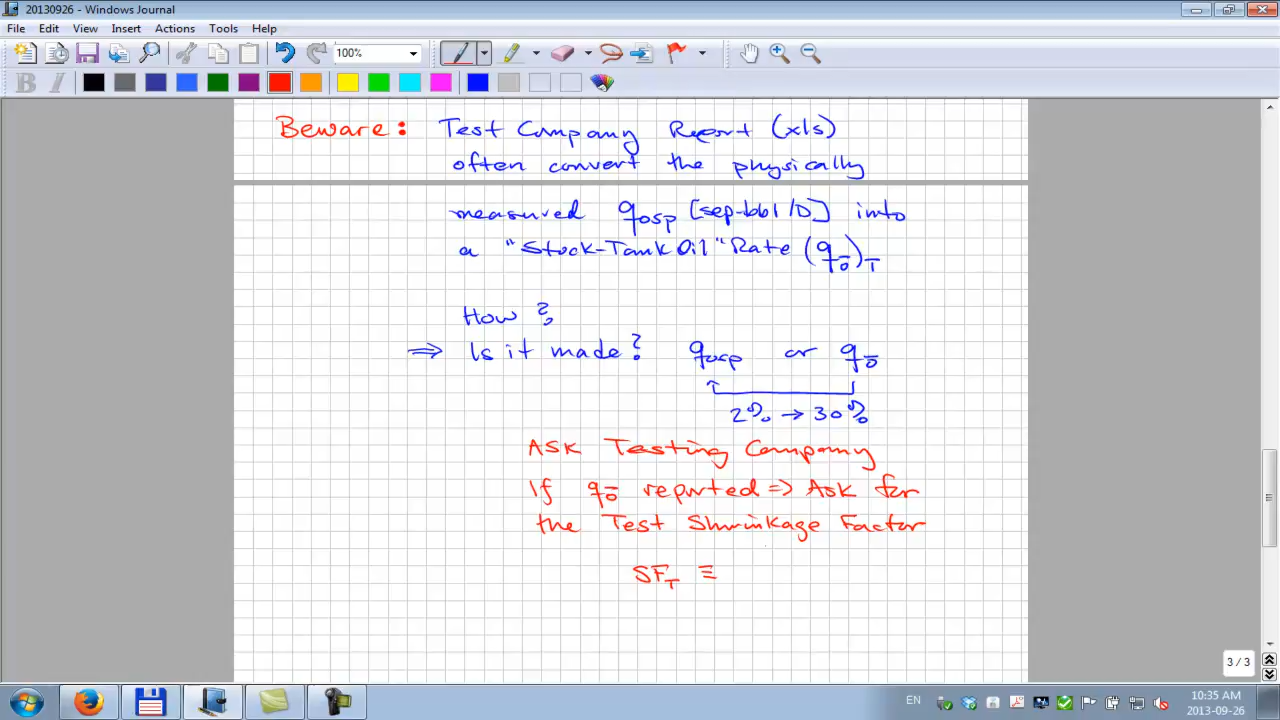 20130926 - Windows Journal
File Edit View Insert Actions Tools Help
100%
B I
Beware: Test Company Report (xls)
often convert the physically
measured qosp [sep-bbl/D] into
a "Stock-Tank Oil" Rate (qō)T
How ?
⇒ Is it made? qosp or qō
2% → 30%
ASK Testing Company
If qō reported => Ask for
the Test Shrinkage Factor
SFT ≡
3 / 3
EN 10:35 AM
2013-09-26